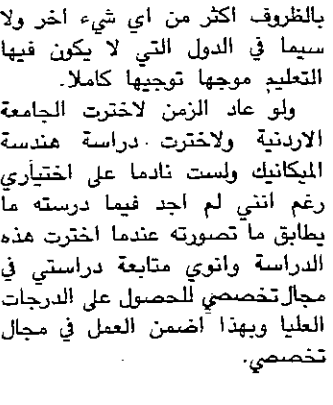 بالظروف اكثر من اي شيء اخر ولا
سيما في الدول التي لا يكون فيها
التعليم موجها توجيها كاملا.
ولو عاد الزمن لاخترت الجامعة
الاردنية ولاخترت دراسة هندسة
الميكانيك ولست نادما على اختياري
رغم انني لم اجد فيما درسته ما
يطابق ما تصورته عندما اخترت هذه
الدراسة وانوي متابعة دراستي في
مجال تخصصي للحصول على الدرجات
العليا وبهذا اضمن العمل في مجال
تخصصي.